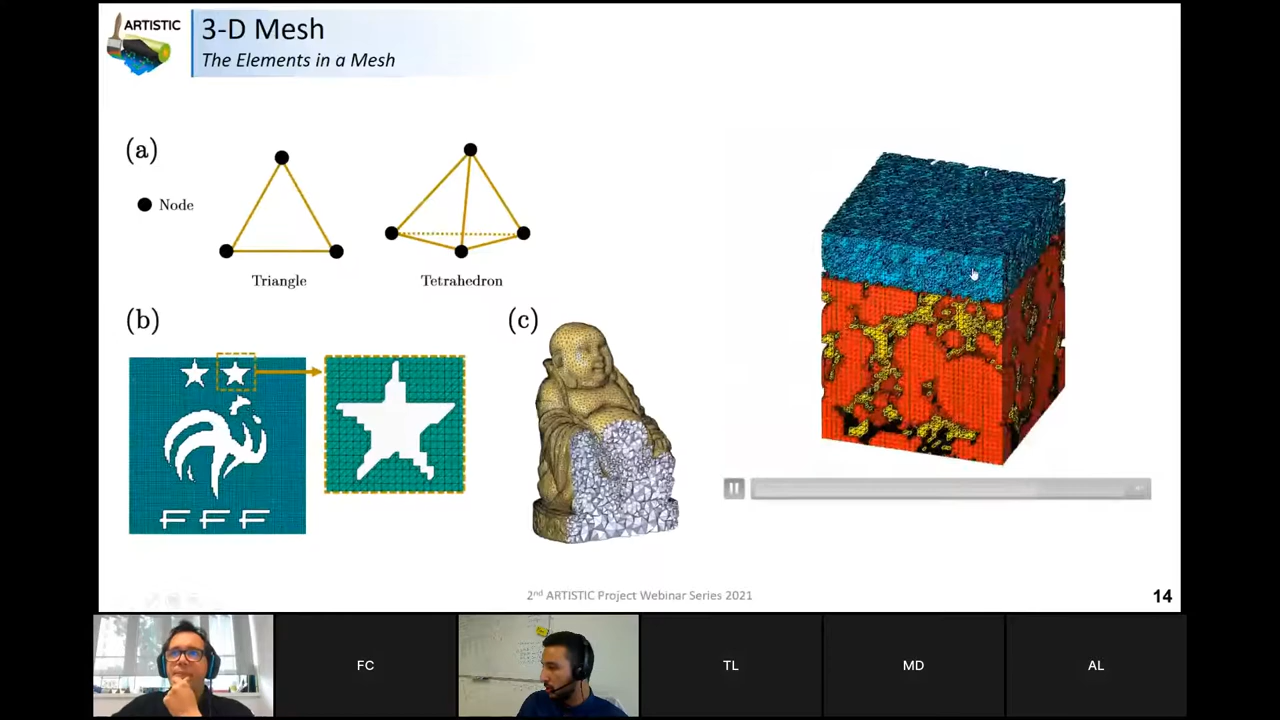 ARTISTIC
3-D Mesh
The Elements in a Mesh
(a)
Node
Triangle
Tetrahedron
(b)
(c)
FFF
2nd ARTISTIC Project Webinar Series 2021
14
FC
TL
MD
AL